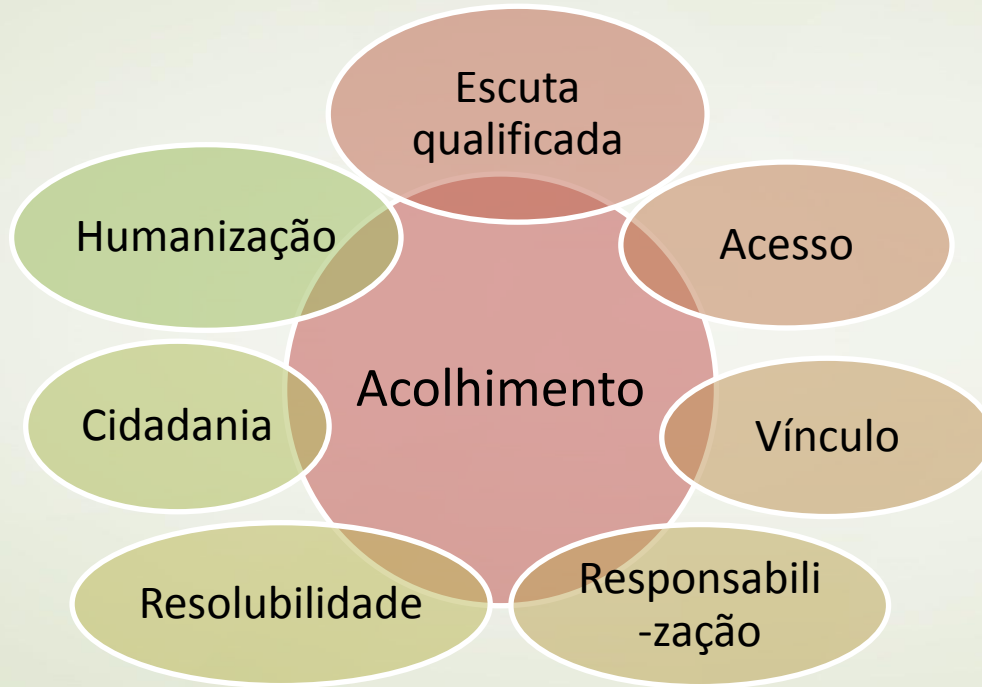 Escuta
qualificada
Humanização
Acesso
Acolhimento
Cidadania
Vínculo
Resolubilidade
Responsabili
-zação